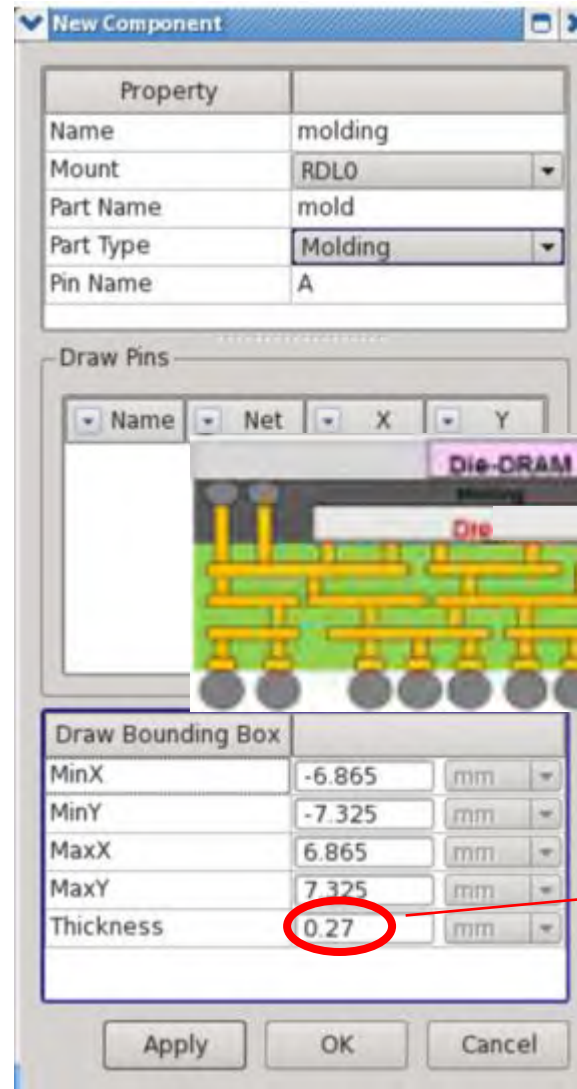 New Component
Property
Name molding
Mount RDL0
Part Name mold
Part Type Molding
Pin Name A
Draw Pins
Name Net X Y
Die-DRAM
Molding
Die
Draw Bounding Box
MinX -6.865 mm
MinY -7.325 mm
MaxX 6.865 mm
MaxY 7.325 mm
Thickness 0.27 mm
Apply OK Cancel